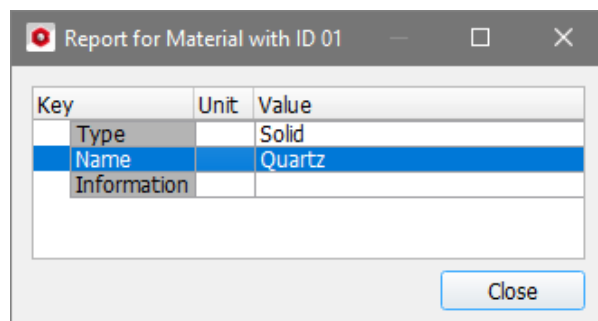 Report for Material with ID 01
Key Unit Value
Type Solid
Name Quartz
Information
Close